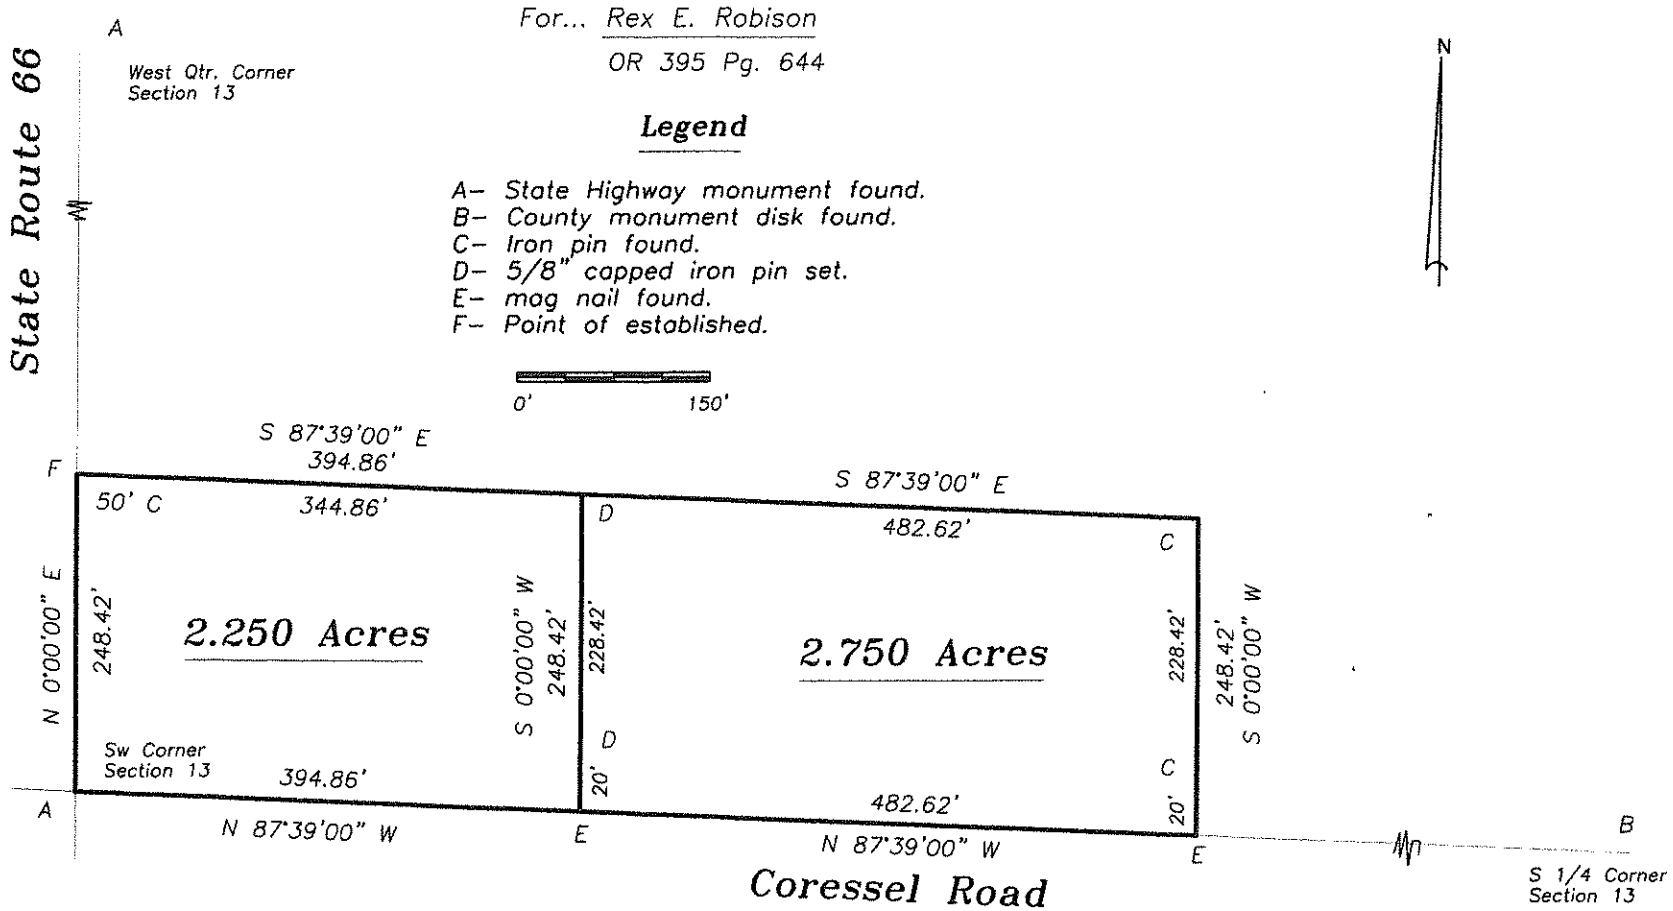 For... Rex E. Robison
OR 395 Pg. 644
N
A
West Qtr. Corner
Section 13
State Route 66
Legend
A- State Highway monument found.
B- County monument disk found.
C- Iron pin found.
D- 5/8" capped iron pin set.
E- mag nail found.
F- Point of established.
0' 150'
S 87°39'00" E
394.86'
F
50' C
344.86'
D
S 87°39'00" E
482.62'
C
N 0°00'00" E
248.42'
2.250 Acres
S 0°00'00" W
248.42'
228.42'
2.750 Acres
228.42'
248.42'
S 0°00'00" W
Sw Corner
Section 13
394.86'
D
20'
482.62'
C
20'
A
N 87°39'00" W
E
N 87°39'00" W
E
B
Coressel Road
S 1/4 Corner
Section 13